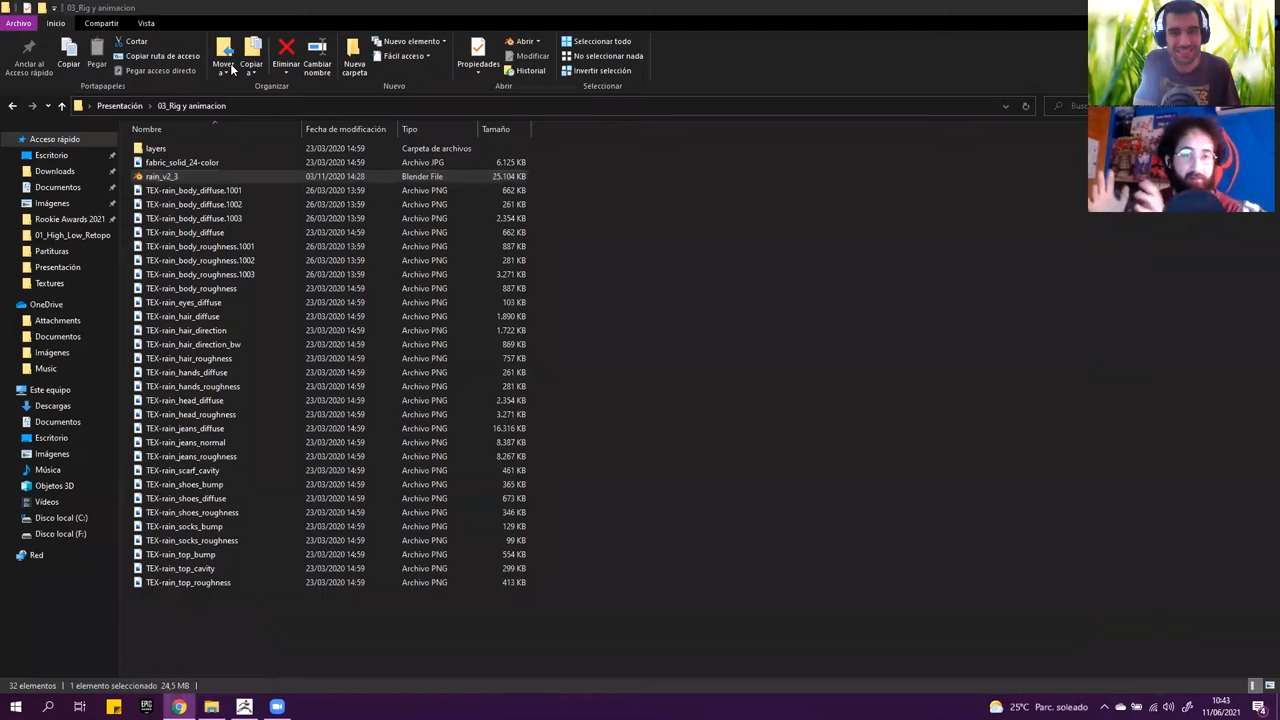 03_Rig y animacion
Archivo Inicio Compartir Vista
Anclar al Acceso rápido
Copiar
Pegar
Cortar
Copiar ruta de acceso
Pegar acceso directo
Portapapeles
Mover a
Copiar a
Eliminar
Cambiar nombre
Organizar
Nueva carpeta
Nuevo elemento
Fácil acceso
Nuevo
Propiedades
Abrir
Modificar
Historial
Abrir
Seleccionar todo
No seleccionar nada
Invertir selección
Seleccionar
Presentación > 03_Rig y animacion
Acceso rápido
Escritorio
Downloads
Documentos
Imágenes
Rookie Awards 2021
01_High_Low_Retopo
Partituras
Presentación
Textures
OneDrive
Attachments
Documentos
Imágenes
Music
Este equipo
Descargas
Documentos
Escritorio
Imágenes
Música
Objetos 3D
Vídeos
Disco local (C:)
Disco local (F:)
Red
Nombre Fecha de modificación Tipo Tamaño
layers 23/03/2020 14:59 Carpeta de archivos
fabric_solid_24-color 23/03/2020 14:59 Archivo JPG 6.125 KB
rain_v2_3 03/11/2020 14:28 Blender File 25.104 KB
TEX-rain_body_diffuse.1001 26/03/2020 13:59 Archivo PNG 662 KB
TEX-rain_body_diffuse.1002 26/03/2020 13:59 Archivo PNG 261 KB
TEX-rain_body_diffuse.1003 26/03/2020 13:59 Archivo PNG 2.354 KB
TEX-rain_body_diffuse 23/03/2020 14:59 Archivo PNG 662 KB
TEX-rain_body_roughness.1001 26/03/2020 13:59 Archivo PNG 887 KB
TEX-rain_body_roughness.1002 26/03/2020 13:59 Archivo PNG 281 KB
TEX-rain_body_roughness.1003 26/03/2020 13:59 Archivo PNG 3.271 KB
TEX-rain_body_roughness 23/03/2020 14:59 Archivo PNG 887 KB
TEX-rain_eyes_diffuse 23/03/2020 14:59 Archivo PNG 103 KB
TEX-rain_hair_diffuse 23/03/2020 14:59 Archivo PNG 1.890 KB
TEX-rain_hair_direction 23/03/2020 14:59 Archivo PNG 1.722 KB
TEX-rain_hair_direction_bw 23/03/2020 14:59 Archivo PNG 869 KB
TEX-rain_hair_roughness 23/03/2020 14:59 Archivo PNG 757 KB
TEX-rain_hands_diffuse 23/03/2020 14:59 Archivo PNG 261 KB
TEX-rain_hands_roughness 23/03/2020 14:59 Archivo PNG 281 KB
TEX-rain_head_diffuse 23/03/2020 14:59 Archivo PNG 2.354 KB
TEX-rain_head_roughness 23/03/2020 14:59 Archivo PNG 3.271 KB
TEX-rain_jeans_diffuse 23/03/2020 14:59 Archivo PNG 16.316 KB
TEX-rain_jeans_normal 23/03/2020 14:59 Archivo PNG 8.387 KB
TEX-rain_jeans_roughness 23/03/2020 14:59 Archivo PNG 8.267 KB
TEX-rain_scarf_cavity 23/03/2020 14:59 Archivo PNG 461 KB
TEX-rain_shoes_bump 23/03/2020 14:59 Archivo PNG 365 KB
TEX-rain_shoes_diffuse 23/03/2020 14:59 Archivo PNG 673 KB
TEX-rain_shoes_roughness 23/03/2020 14:59 Archivo PNG 346 KB
TEX-rain_socks_bump 23/03/2020 14:59 Archivo PNG 129 KB
TEX-rain_socks_roughness 23/03/2020 14:59 Archivo PNG 99 KB
TEX-rain_top_bump 23/03/2020 14:59 Archivo PNG 554 KB
TEX-rain_top_cavity 23/03/2020 14:59 Archivo PNG 299 KB
TEX-rain_top_roughness 23/03/2020 14:59 Archivo PNG 413 KB
32 elementos 1 elemento seleccionado 24,5 MB
EPIC
25°C Parc. soleado
10:43
11/06/2021
4